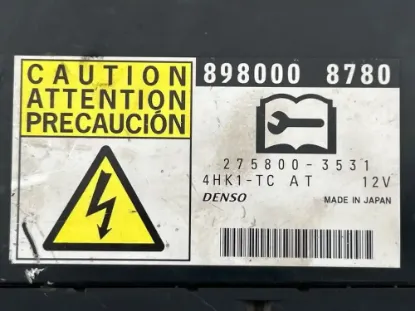 CAUTION
ATTENTION
PRECAUCIÓN
898000 8780
275800-3531
4HK1-TC AT 12V
DENSO MADE IN JAPAN